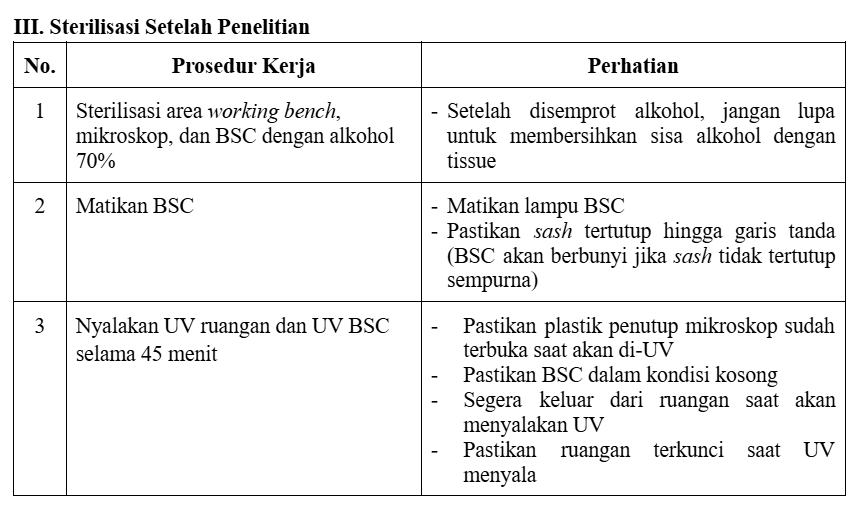 III. Sterilisasi Setelah Penelitian
No. Prosedur Kerja Perhatian
1 Sterilisasi area working bench,
mikroskop, dan BSC dengan alkohol
70%
- Setelah disemprot alkohol, jangan lupa
untuk membersihkan sisa alkohol dengan
tissue
2 Matikan BSC
- Matikan lampu BSC
- Pastikan sash tertutup hingga garis tanda
(BSC akan berbunyi jika sash tidak tertutup
sempurna)
3 Nyalakan UV ruangan dan UV BSC
selama 45 menit
- Pastikan plastik penutup mikroskop sudah
terbuka saat akan di-UV
- Pastikan BSC dalam kondisi kosong
- Segera keluar dari ruangan saat akan
menyalakan UV
- Pastikan ruangan terkunci saat UV
menyala